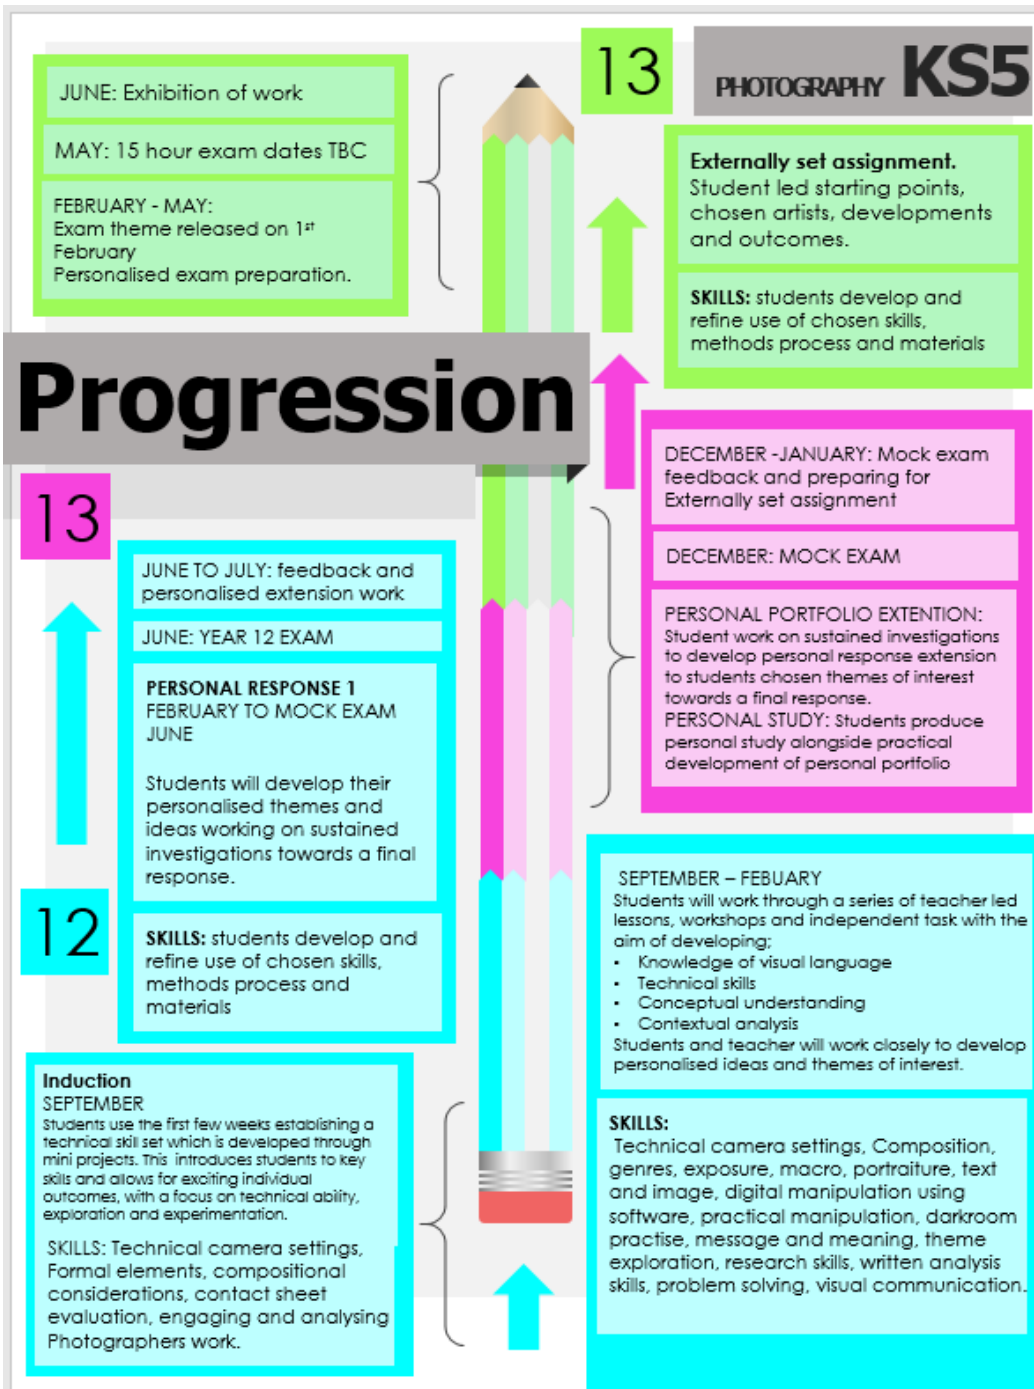 13
PHOTOGRAPHY KS5
JUNE: Exhibition of work
MAY: 15 hour exam dates TBC
FEBRUARY - MAY:
Exam theme released on 1st
February
Personalised exam preparation.
Externally set assignment.
Student led starting points,
chosen artists, developments
and outcomes.
SKILLS: students develop and
refine use of chosen skills,
methods process and materials
Progression
13
DECEMBER -JANUARY: Mock exam
feedback and preparing for
Externally set assignment
DECEMBER: MOCK EXAM
PERSONAL PORTFOLIO EXTENTION:
Student work on sustained investigations
to develop personal response extension
to students chosen themes of interest
towards a final response.
PERSONAL STUDY: Students produce
personal study alongside practical
development of personal portfolio
JUNE TO JULY: feedback and
personalised extension work
JUNE: YEAR 12 EXAM
PERSONAL RESPONSE 1
FEBRUARY TO MOCK EXAM
JUNE
Students will develop their
personalised themes and
ideas working on sustained
investigations towards a final
response.
12
SKILLS: students develop and
refine use of chosen skills,
methods process and
materials
SEPTEMBER – FEBUARY
Students will work through a series of teacher led
lessons, workshops and independent task with the
aim of developing;
• Knowledge of visual language
• Technical skills
• Conceptual understanding
• Contextual analysis
Students and teacher will work closely to develop
personalised ideas and themes of interest.
SKILLS:
Technical camera settings, Composition,
genres, exposure, macro, portraiture, text
and image, digital manipulation using
software, practical manipulation, darkroom
practise, message and meaning, theme
exploration, research skills, written analysis
skills, problem solving, visual communication.
Induction
SEPTEMBER
Students use the first few weeks establishing a
technical skill set which is developed through
mini projects. This introduces students to key
skills and allows for exciting individual
outcomes, with a focus on technical ability,
exploration and experimentation.
SKILLS: Technical camera settings,
Formal elements, compositional
considerations, contact sheet
evaluation, engaging and analysing
Photographers work.